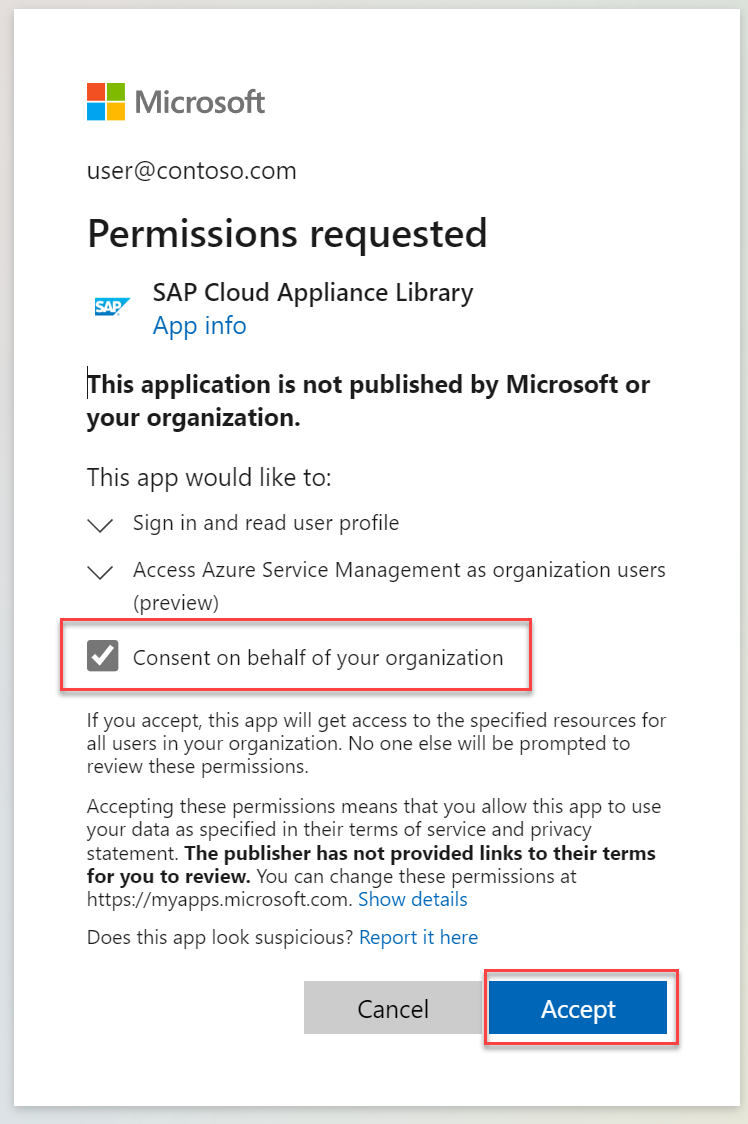 Microsoft
user@contoso.com
Permissions requested
SAP
SAP Cloud Appliance Library
App info
This application is not published by Microsoft or
your organization.
This app would like to:
Sign in and read user profile
Access Azure Service Management as organization users
(preview)
Consent on behalf of your organization
If you accept, this app will get access to the specified resources for
all users in your organization. No one else will be prompted to
review these permissions.
Accepting these permissions means that you allow this app to use
your data as specified in their terms of service and privacy
statement. The publisher has not provided links to their terms
for you to review. You can change these permissions at
https://myapps.microsoft.com. Show details
Does this app look suspicious? Report it here
Cancel Accept